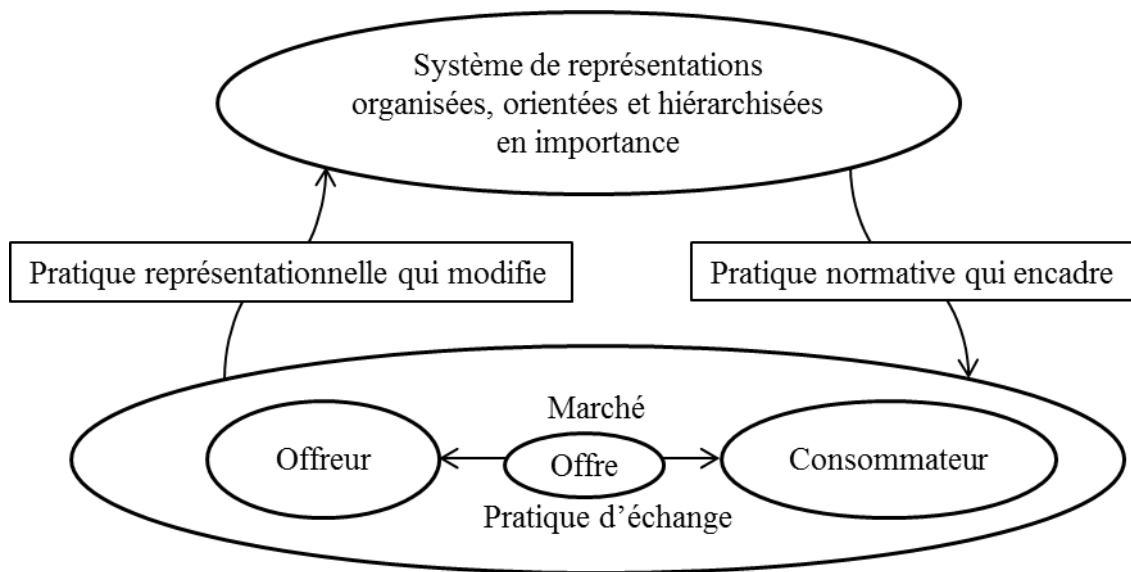 Système de représentations
organisées, orientées et hiérarchisées
en importance
Pratique représentationnelle qui modifie
Pratique normative qui encadre
Marché
Offreur
Offre
Consommateur
Pratique d’échange